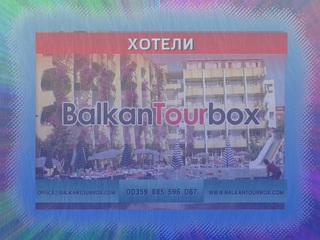 ХОТЕЛИ
BalkanTourbox
OFFICE@BALKANTOURBOX.COM 00359 885 596 067 WWW.BALKANTOURBOX.COM